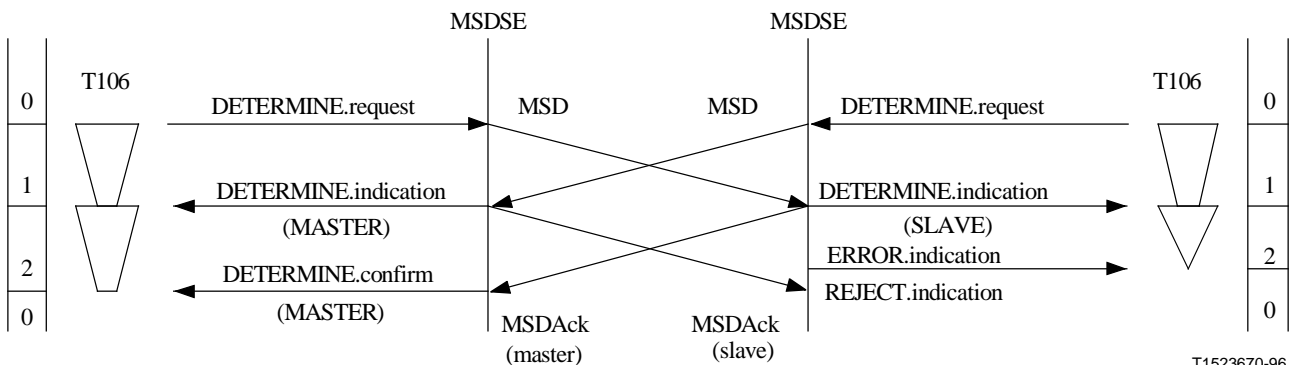 MSDSE MSDSE
T106 T106
0 DETERMINE.request MSD MSD DETERMINE.request 0
1 DETERMINE.indication DETERMINE.indication 1
(MASTER) (SLAVE)
2 DETERMINE.confirm ERROR.indication 2
(MASTER) REJECT.indication
0 0
MSDAck MSDAck
(master) (slave)
T1523670-96